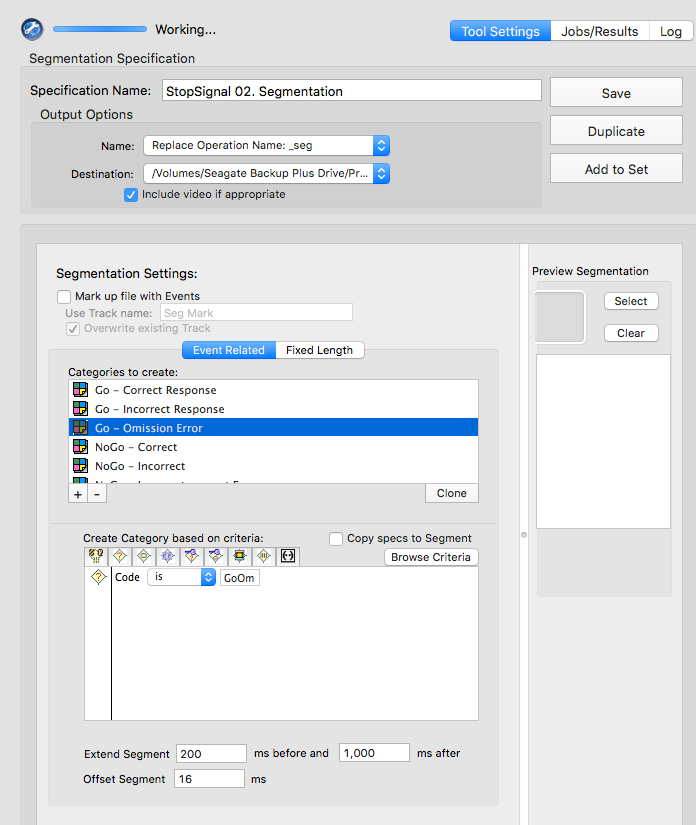 Working...
Tool Settings Jobs/Results Log
Segmentation Specification
Specification Name: StopSignal 02. Segmentation Save
Output Options
Duplicate
Name: Replace Operation Name: _seg
Destination: /Volumes/Seagate Backup Plus Drive/Pr... Add to Set
Include video if appropriate
Segmentation Settings: Preview Segmentation
Mark up file with Events Select
Use Track name: Seg Mark
Overwrite existing Track Clear
Event Related Fixed Length
Categories to create:
Go – Correct Response
Go – Incorrect Response
Go – Omission Error
NoGo – Correct
NoGo – Incorrect
+ - Clone
Create Category based on criteria: Copy specs to Segment
Browse Criteria
Code is GoOm
Extend Segment 200 ms before and 1,000 ms after
Offset Segment 16 ms